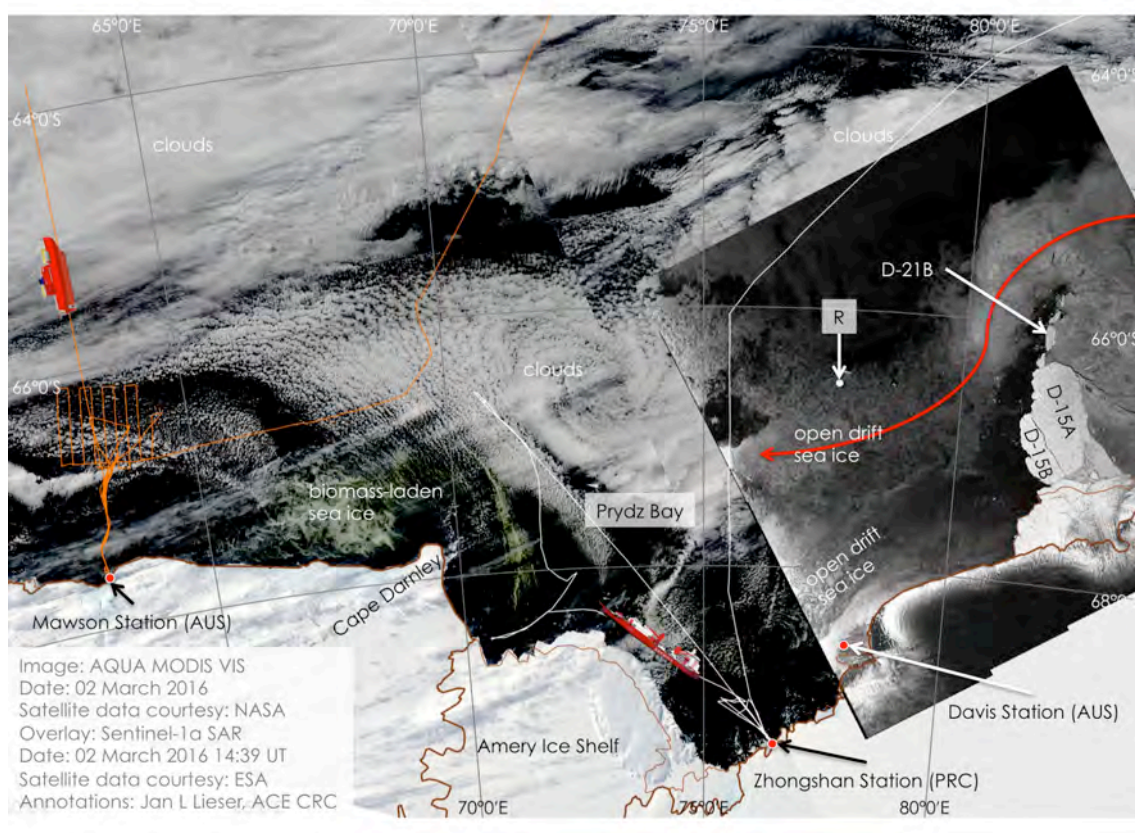 65°0'E
70°0'E
75°0'E
80°0'E
64°0'S
64°0'S
clouds
clouds
D-21B
R
66°0'S
66°0'S
clouds
D-15A
D-15B
open drift
sea ice
biomass-laden
sea ice
Prydz Bay
open drift
sea ice
Cape Darnley
68°0'S
Mawson Station (AUS)
Image: AQUA MODIS VIS
Date: 02 March 2016
Satellite data courtesy: NASA
Overlay: Sentinel-1a SAR
Date: 02 March 2016 14:39 UT
Satellite data courtesy: ESA
Annotations: Jan L Lieser, ACE CRC
Davis Station (AUS)
Amery Ice Shelf
Zhongshan Station (PRC)
70°0'E
75°0'E
80°0'E